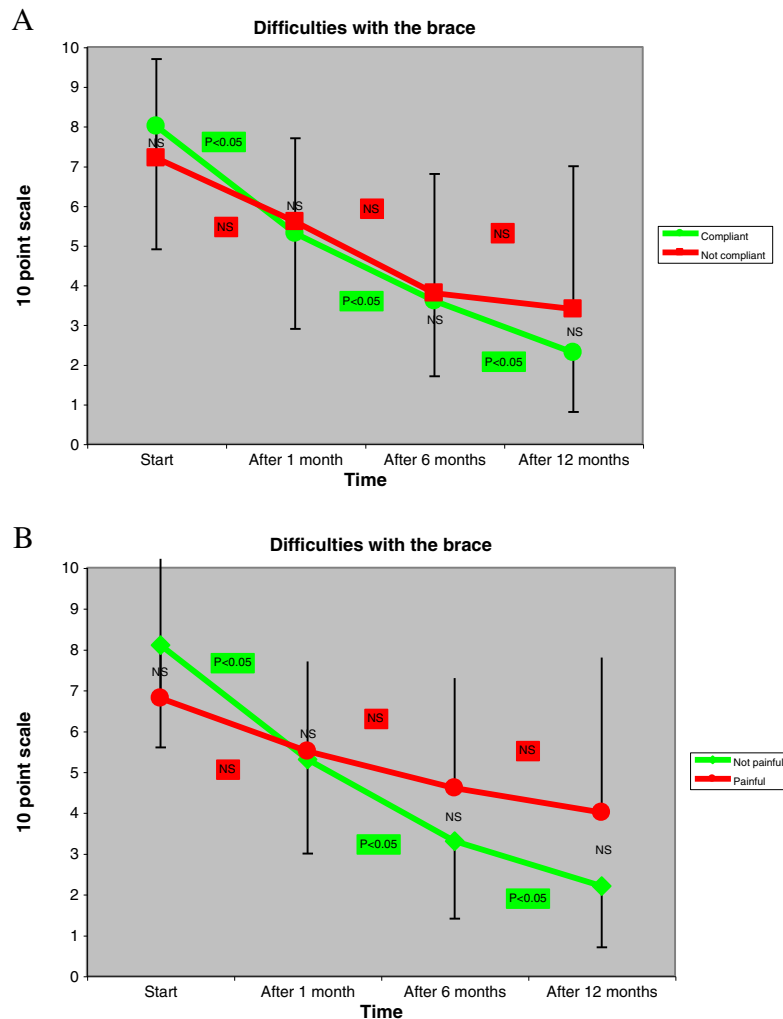 A
Difficulties with the brace
10
9
8
7
6
5
4
3
2
1
0
10 point scale
NS
P<0.05
NS
NS
NS
P<0.05
NS
NS
P<0.05
NS
Start
After 1 month
After 6 months
After 12 months
Time
Compliant
Not compliant
B
Difficulties with the brace
10
9
8
7
6
5
4
3
2
1
0
10 point scale
NS
P<0.05
NS
NS
NS
P<0.05
NS
NS
P<0.05
NS
Start
After 1 month
After 6 months
After 12 months
Time
Not painful
Painful